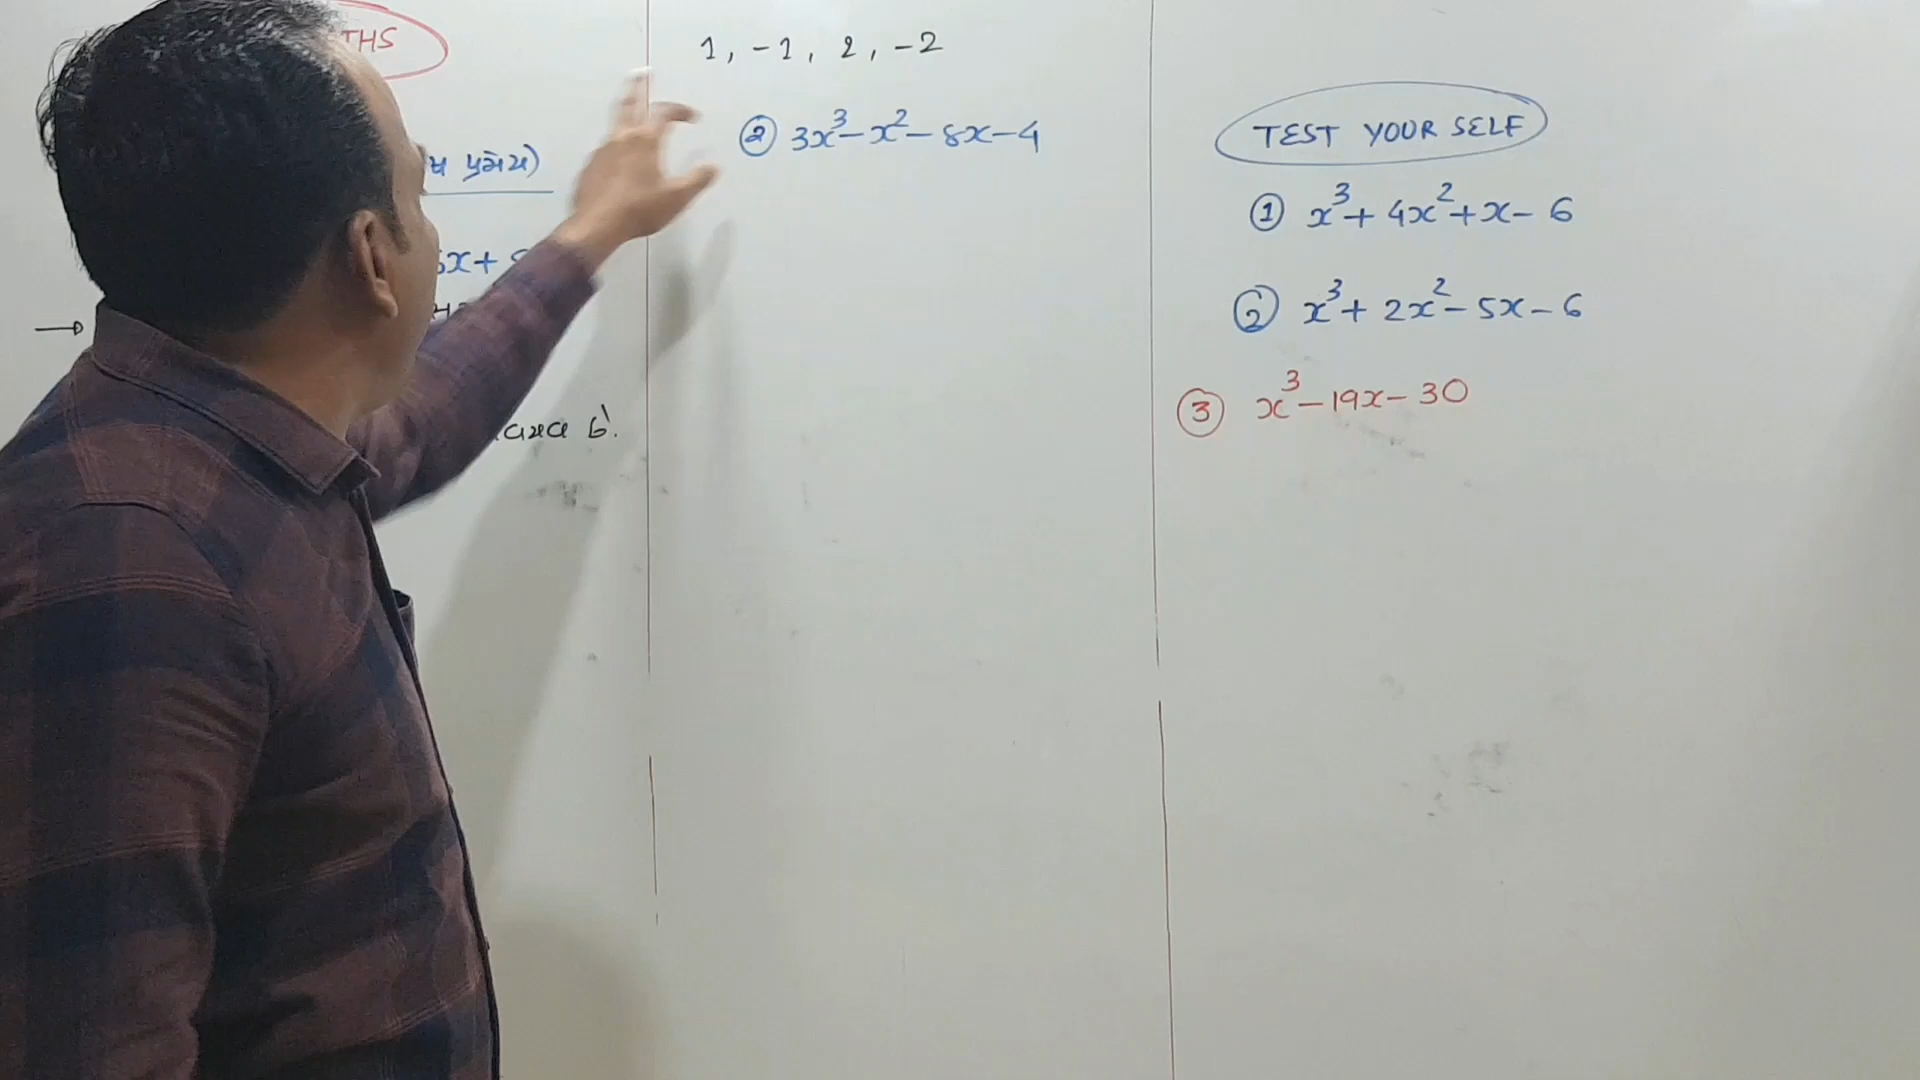 THS
પ્રમેય)
x+
1, -1, 2, -2
② 3x³-x²-8x-4
TEST YOUR SELF
① x³+ 4x²+x- 6
② x³+ 2x²- 5x- 6
③ x³-19x-30